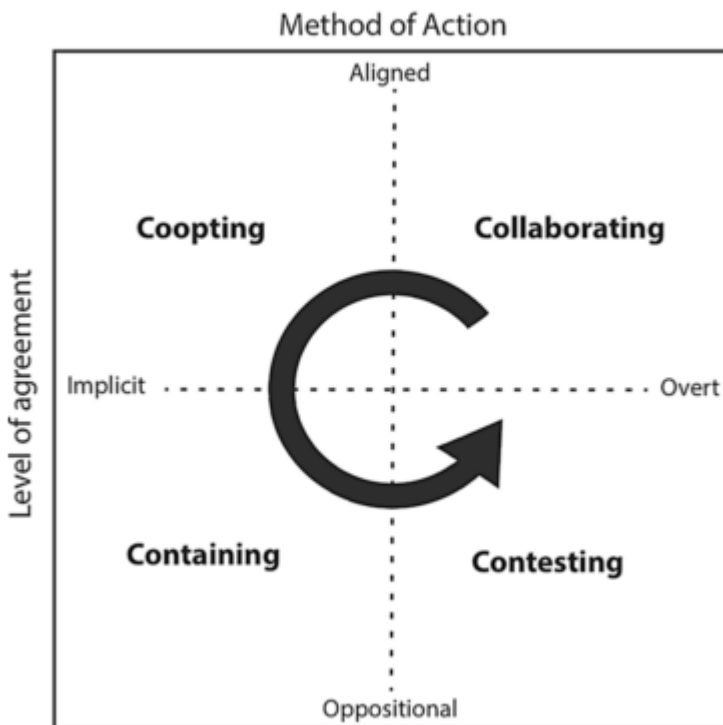 Method of Action
Aligned
Coopting
Collaborating
Level of agreement
Implicit
Overt
Containing
Contesting
Oppositional